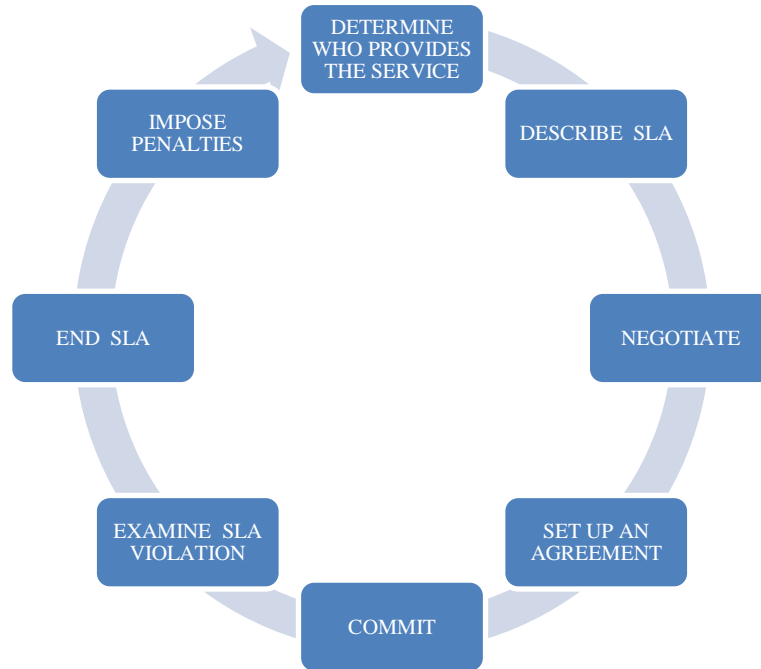 DETERMINE
WHO PROVIDES
THE SERVICE
DESCRIBE SLA
NEGOTIATE
SET UP AN
AGREEMENT
COMMIT
EXAMINE SLA
VIOLATION
END SLA
IMPOSE
PENALTIES